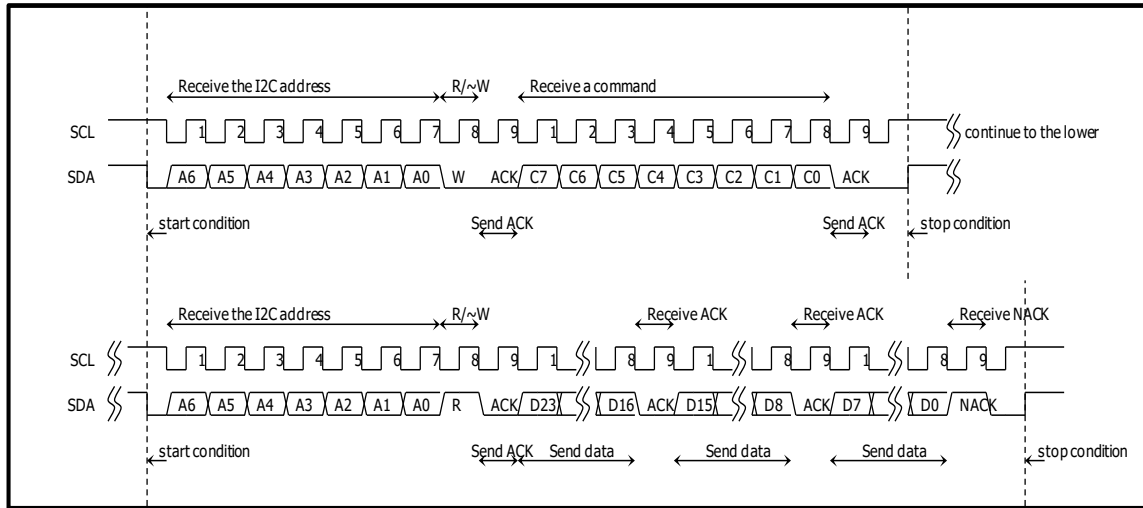 Receive the I2C address R/~W Receive a command
SCL 1 2 3 4 5 6 7 8 9 1 2 3 4 5 6 7 8 9 continue to the lower
SDA A6 A5 A4 A3 A2 A1 A0 W ACK C7 C6 C5 C4 C3 C2 C1 C0 ACK
start condition Send ACK Send ACK stop condition
Receive the I2C address R/~W Receive ACK Receive ACK Receive NACK
SCL 1 2 3 4 5 6 7 8 9 1 8 9 1 8 9 1 8 9
SDA A6 A5 A4 A3 A2 A1 A0 R ACK D23 D16 ACK D15 D8 ACK D7 D0 NACK
start condition Send ACK Send data Send data Send data stop condition